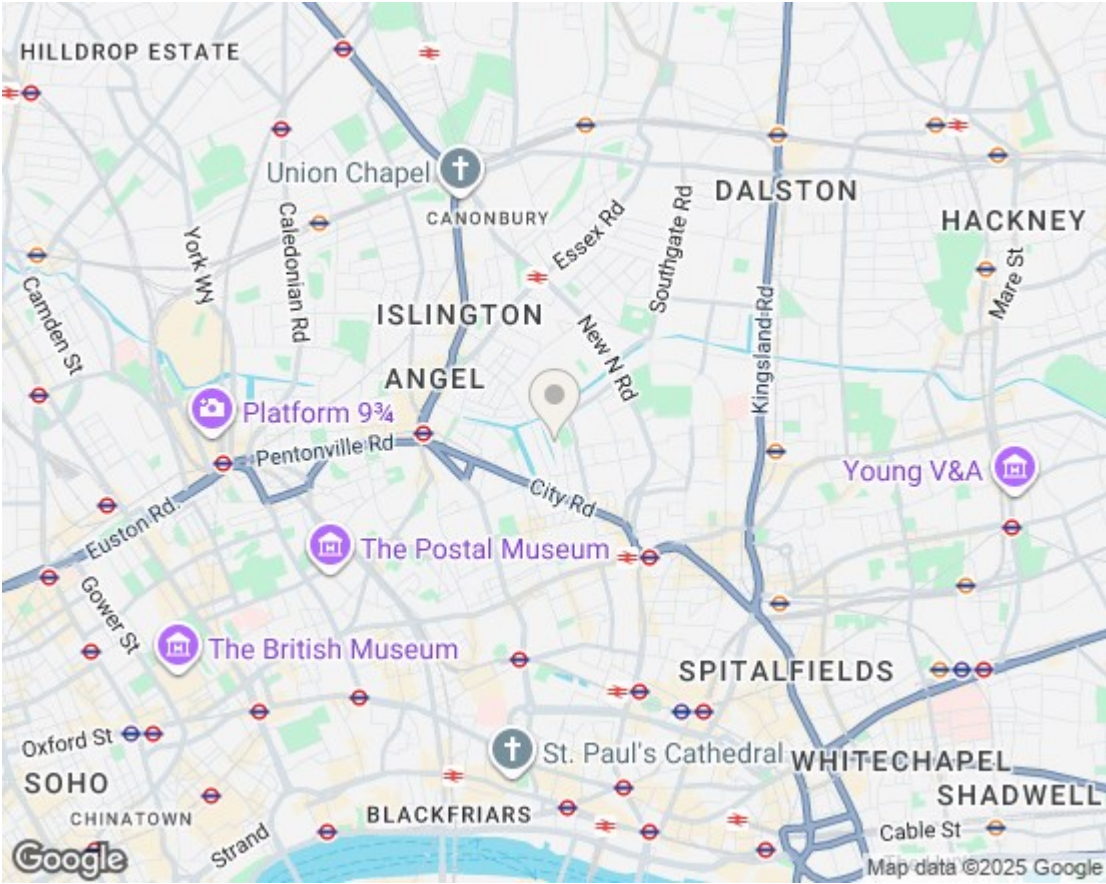 HILLDROP ESTATE
Union Chapel
CANONBURY
DALSTON
HACKNEY
Essex Rd
Southgate Rd
Caledonian Rd
York WN
Camden St
Mare St
ISLINGTON
New N Rd
Kingsland Rd
ANGEL
Platform 9¾
Pentonville Rd
Young V&A
City Rd
Euston Rd
The Postal Museum
Gower St
The British Museum
SPITALFIELDS
Oxford St
St. Paul's Cathedral
WHITECHAPEL
SOHO
SHADWELL
CHINATOWN
BLACKFRIARS
Strand
Cable St
Google
Map data ©2025 Google